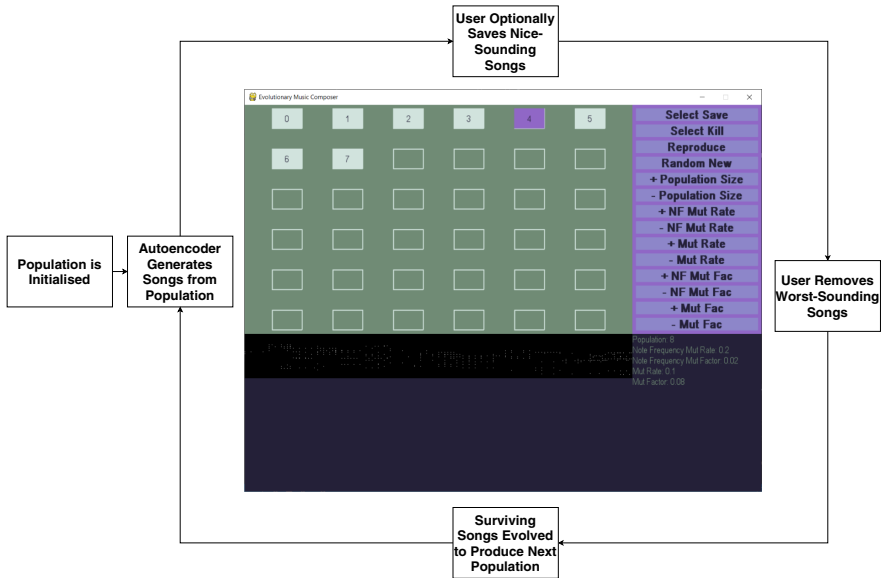 User Optionally
Saves Nice-
Sounding
Songs
Evolutionary Music Composer
0 1 2 3 4 5
6 7
Select Save
Select Kill
Reproduce
Random New
+ Population Size
- Population Size
+ NF Mut Rate
- NF Mut Rate
+ Mut Rate
- Mut Rate
+ NF Mut Fac
- NF Mut Fac
+ Mut Fac
- Mut Fac
Population: 8
Note Frequency Mut Rate: 0.2
Note Frequency Mut Factor: 0.02
Mut Rate: 0.1
Mut Factor: 0.08
Population is
Initialised
Autoencoder
Generates
Songs from
Population
User Removes
Worst-Sounding
Songs
Surviving
Songs Evolved
to Produce Next
Population